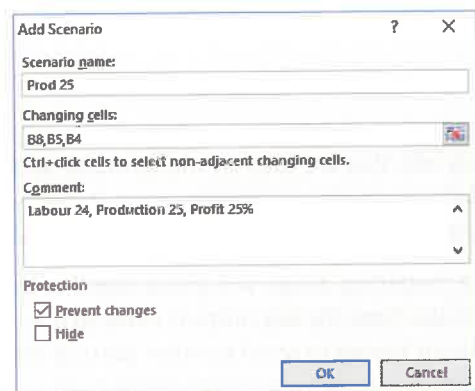 Add Scenario ? ×
Scenario name:
Prod 25
Changing cells:
B8,B5,B4
Ctrl+click cells to select non-adjacent changing cells.
Comment:
Labour 24, Production 25, Profit 25%
Protection
Prevent changes
Hide
OK Cancel